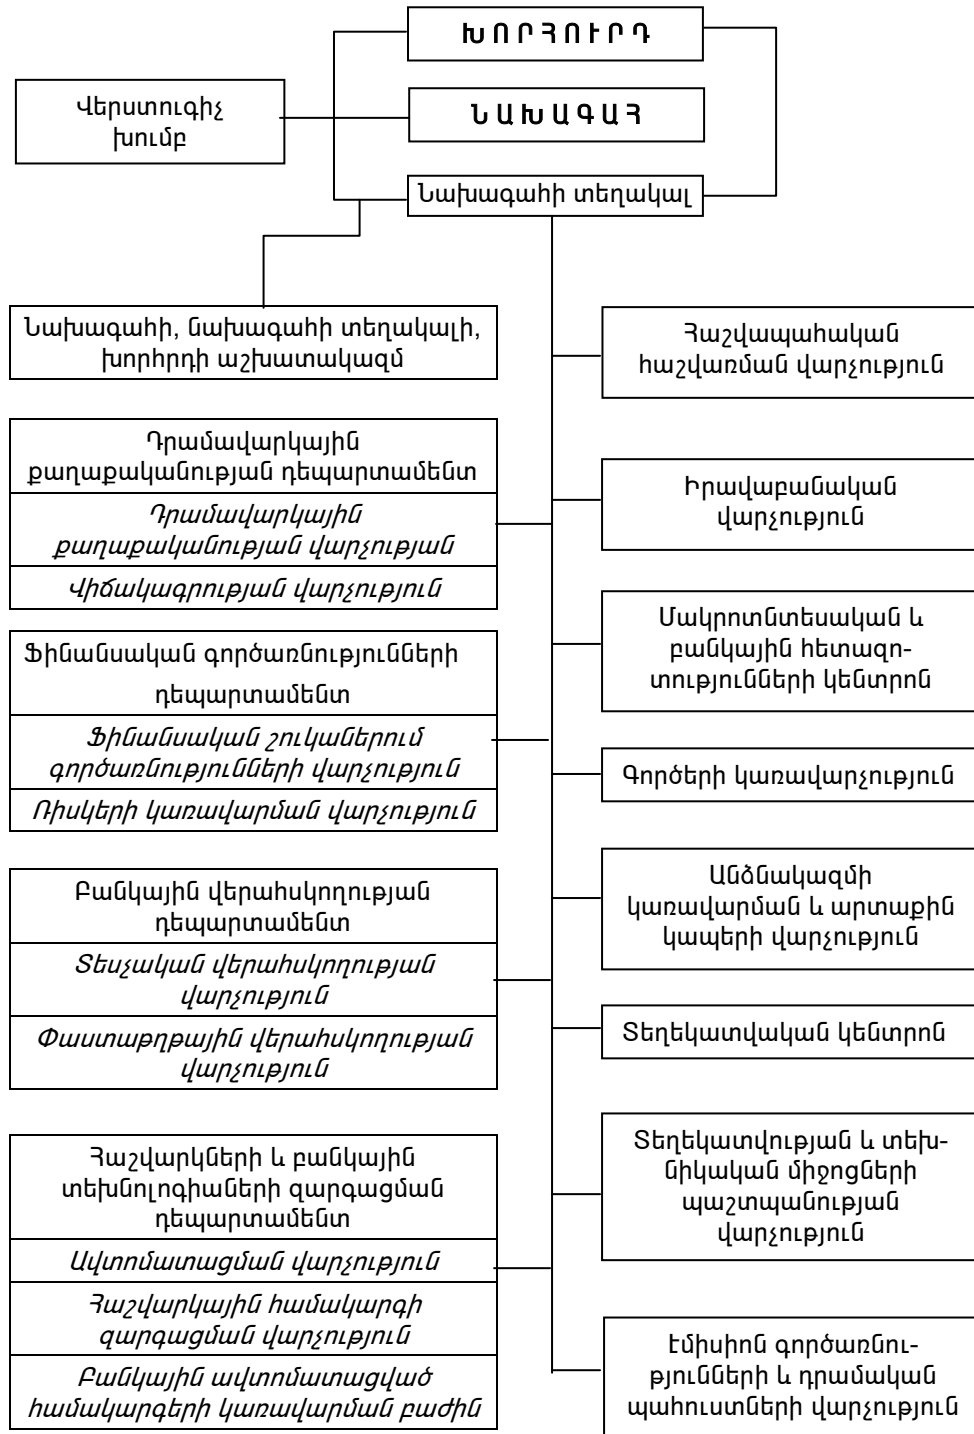 ԽՈՐՀՈՒՐԴ
ՆԱԽԱԳԱՀ
Վերստուգիչ
խումբ
Նախագահի տեղակալ
Նախագահի, նախագահի տեղակալի,
խորհրդի աշխատակազմ
Դրամավարկային
քաղաքականության դեպարտամենտ
Դրամավարկային
քաղաքականության վարչության
Վիճակագրության վարչություն
Ֆինանսական գործառնությունների
դեպարտամենտ
Ֆինանսական շուկաներում
գործառնությունների վարչություն
Ռիսկերի կառավարման վարչություն
Բանկային վերահսկողության
դեպարտամենտ
Տեսչական վերահսկողության
վարչություն
Փաստաթղթային վերահսկողության
վարչություն
Հաշվարկների և բանկային
տեխնոլոգիաների զարգացման
դեպարտամենտ
Ավտոմատացման վարչություն
Հաշվարկային համակարգի
զարգացման վարչություն
Բանկային ավտոմատացված
համակարգերի կառավարման բաժին
Հաշվապահական
հաշվառման վարչություն
Իրավաբանական
վարչություն
Մակրոտնտեսական և
բանկային հետազո-
տությունների կենտրոն
Գործերի կառավարչություն
Անձնակազմի
կառավարման և արտաքին
կապերի վարչություն
Տեղեկատվական կենտրոն
Տեղեկատվության և տեխ-
նիկական միջոցների
պաշտպանության
վարչություն
Էմիսիոն գործառնու-
թյունների և դրամական
պահուստների վարչություն